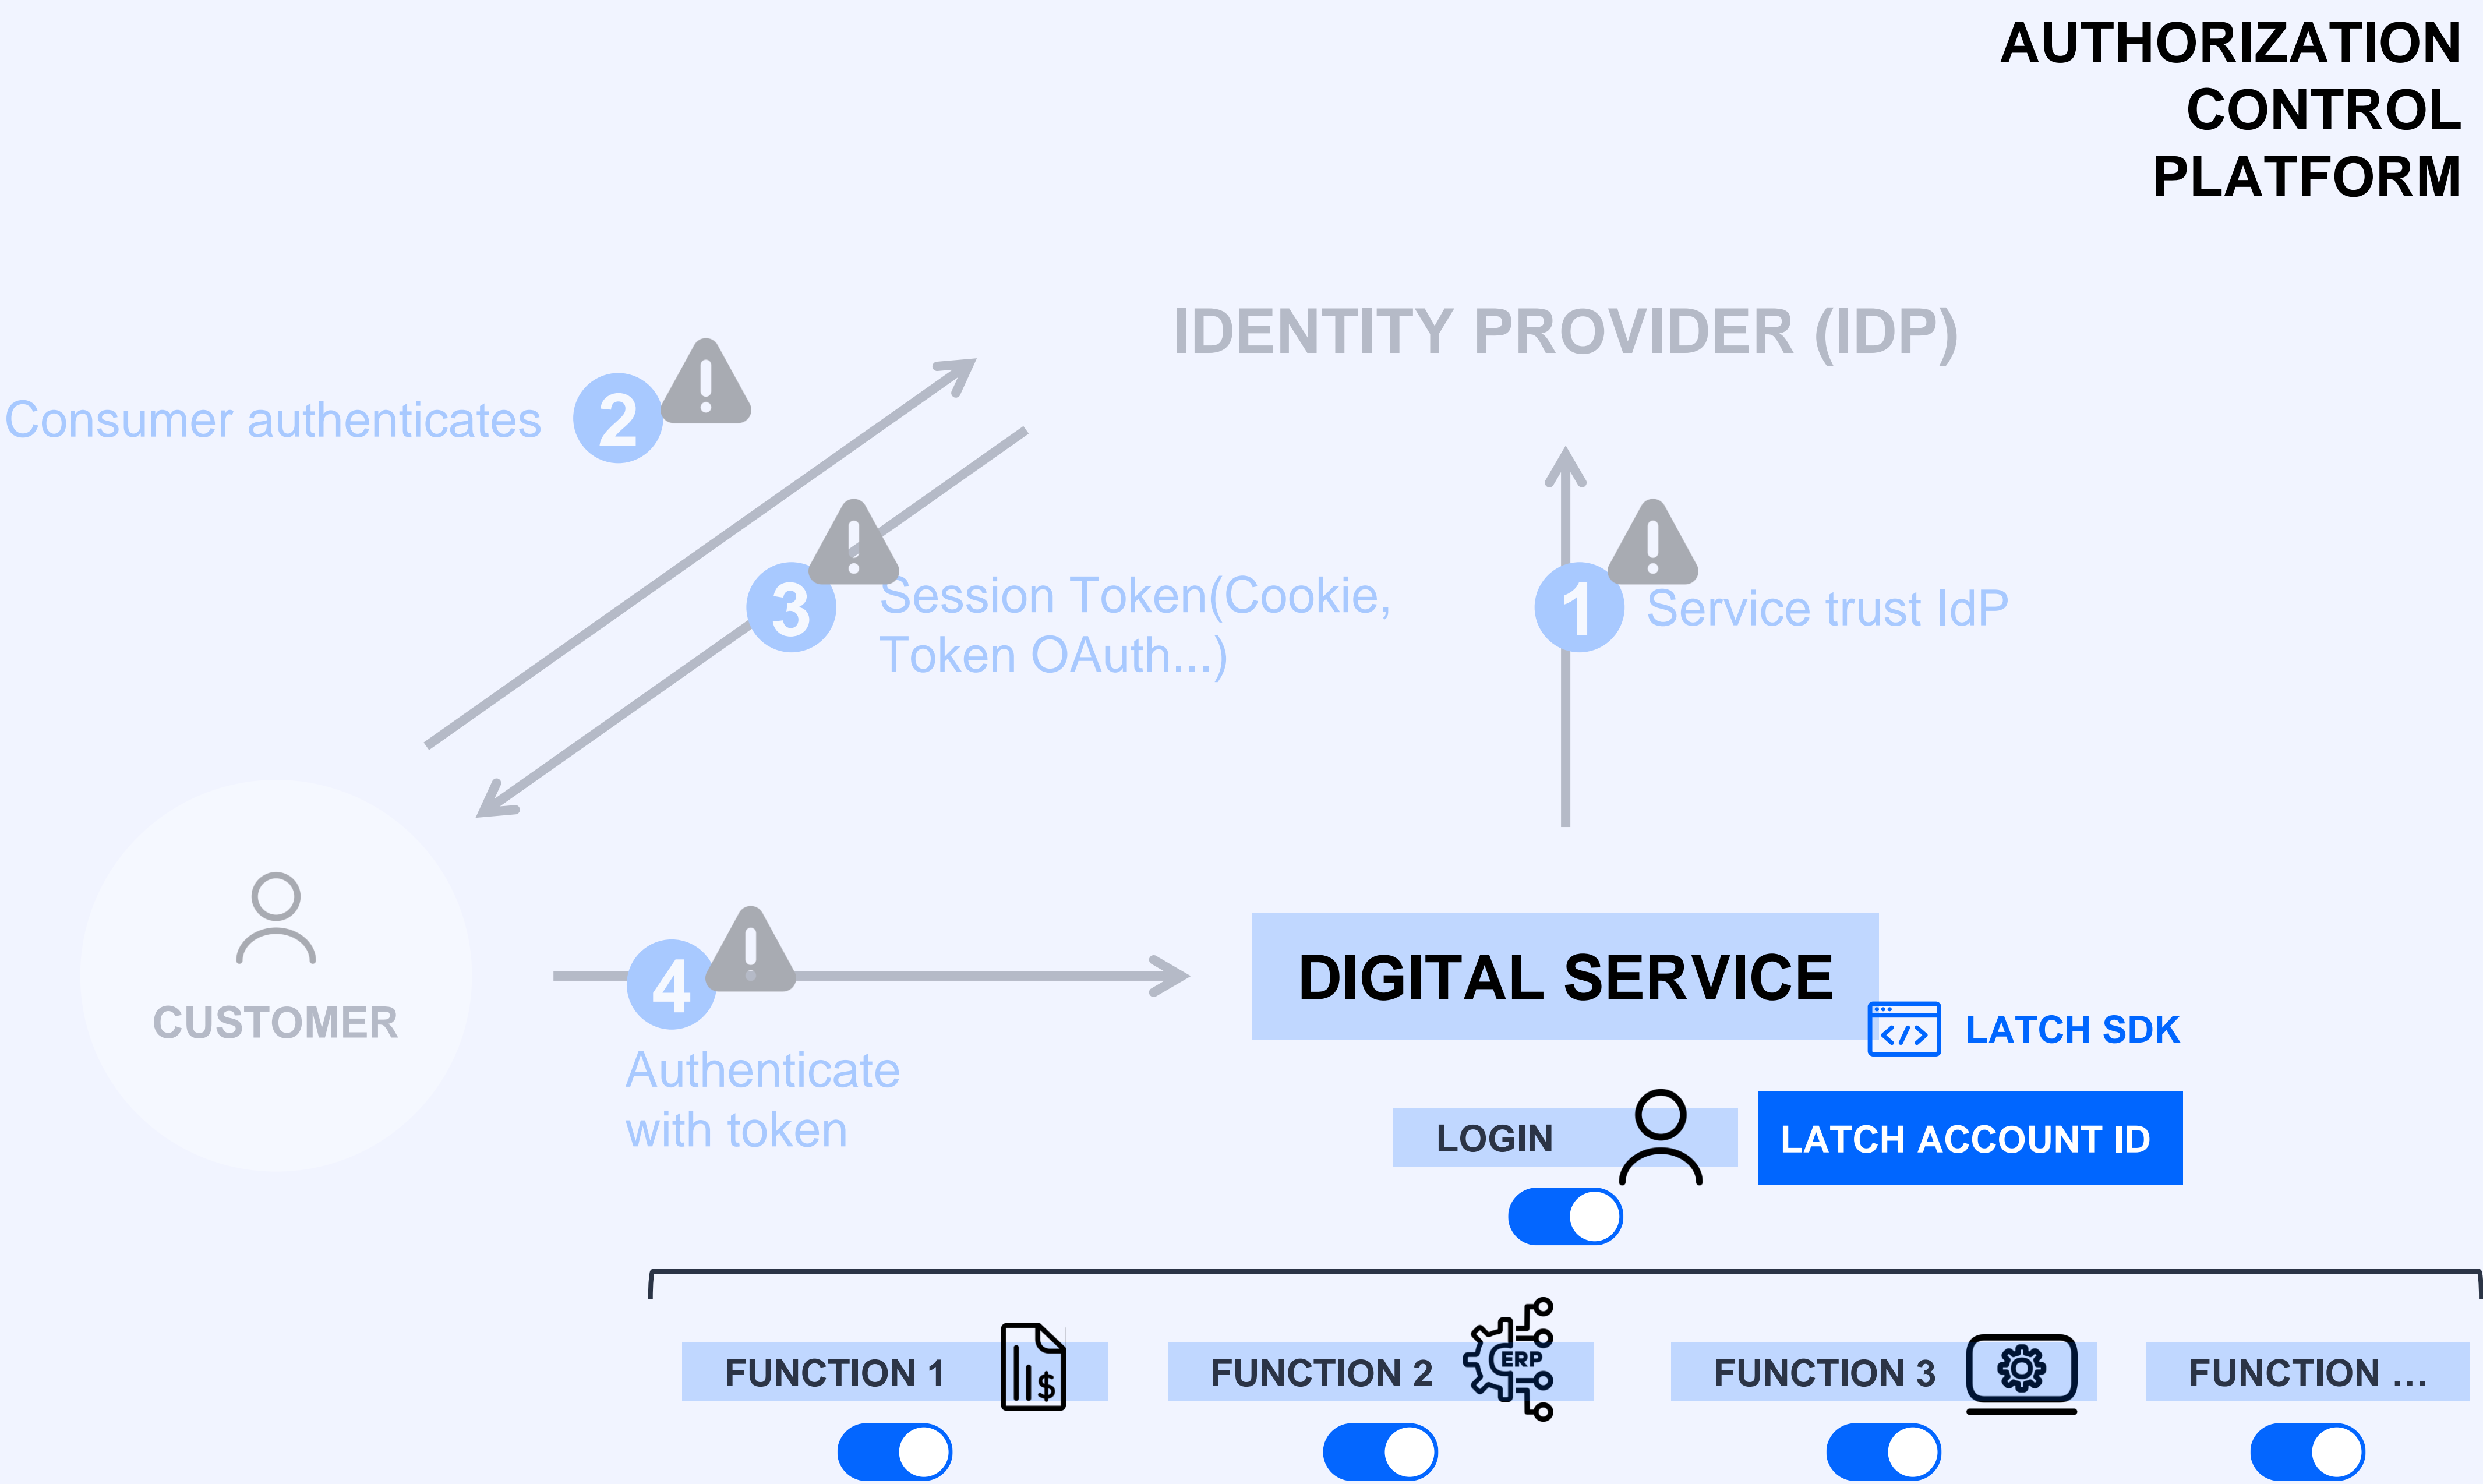 AUTHORIZATION
CONTROL
PLATFORM
IDENTITY PROVIDER (IDP)
Consumer authenticates
2
3
Session Token(Cookie,
Token OAuth...)
1
Service trust IdP
CUSTOMER
4
Authenticate
with token
DIGITAL SERVICE
LATCH SDK
LOGIN
LATCH ACCOUNT ID
FUNCTION 1
$
FUNCTION 2
ERP
FUNCTION 3
FUNCTION ...